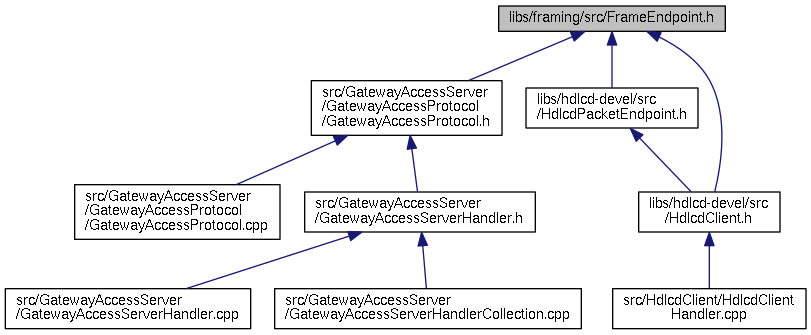 libs/framing/src/FrameEndpoint.h
src/GatewayAccessServer
/GatewayAccessProtocol
/GatewayAccessProtocol.h
libs/hdlcd-devel/src
/HdlcdPacketEndpoint.h
src/GatewayAccessServer
/GatewayAccessProtocol
/GatewayAccessProtocol.cpp
src/GatewayAccessServer
/GatewayAccessServerHandler.h
libs/hdlcd-devel/src
/HdlcdClient.h
src/GatewayAccessServer
/GatewayAccessServerHandler.cpp
src/GatewayAccessServer
/GatewayAccessServerHandlerCollection.cpp
src/HdlcdClient/HdlcdClient
Handler.cpp